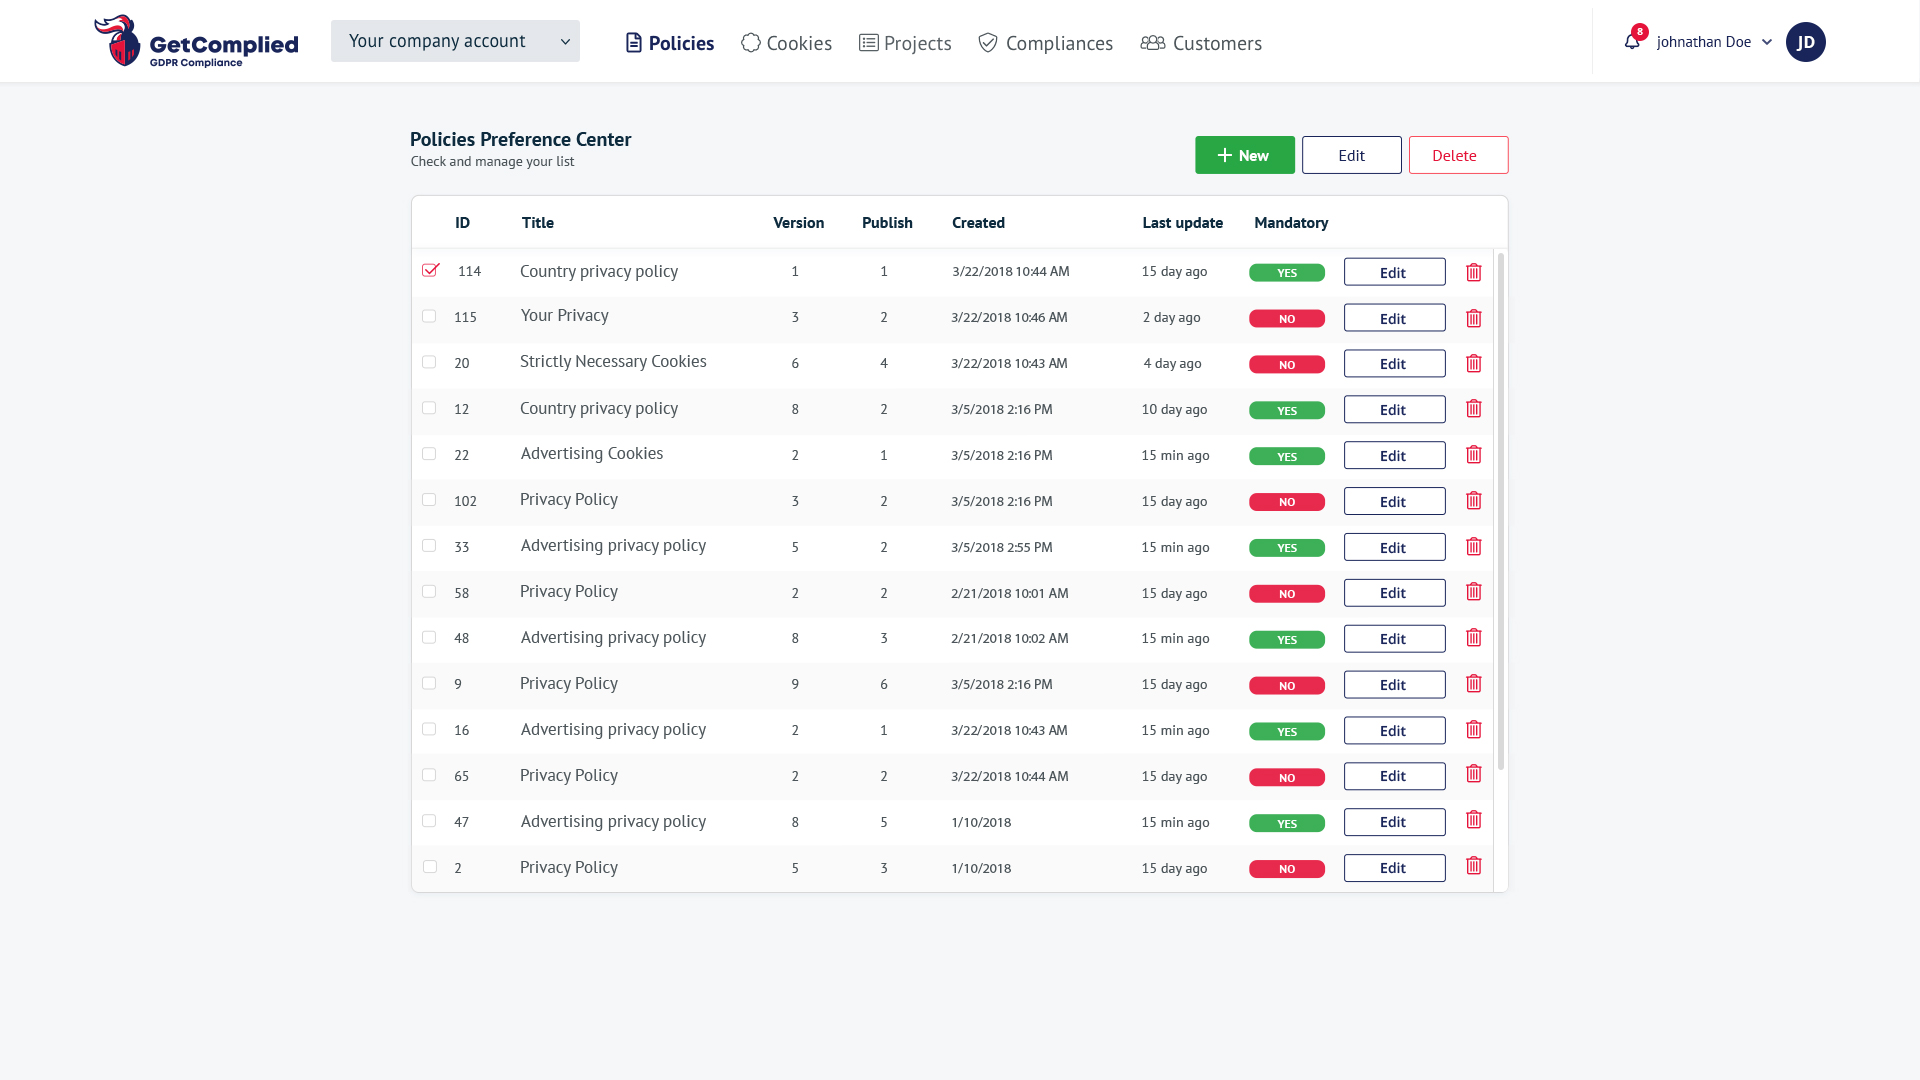 GetComplied
GDPR Compliance
Your company account
Policies
Cookies
Projects
Compliances
Customers
8
johnathan Doe
JD
Policies Preference Center
Check and manage your list
New
Edit
Delete
ID Title Version Publish Created Last update Mandatory
114 Country privacy policy 1 1 3/22/2018 10:44 AM 15 day ago YES Edit
115 Your Privacy 3 2 3/22/2018 10:46 AM 2 day ago NO Edit
20 Strictly Necessary Cookies 6 4 3/22/2018 10:43 AM 4 day ago NO Edit
12 Country privacy policy 8 2 3/5/2018 2:16 PM 10 day ago YES Edit
22 Advertising Cookies 2 1 3/5/2018 2:16 PM 15 min ago YES Edit
102 Privacy Policy 3 2 3/5/2018 2:16 PM 15 day ago NO Edit
33 Advertising privacy policy 5 2 3/5/2018 2:55 PM 15 min ago YES Edit
58 Privacy Policy 2 2 2/21/2018 10:01 AM 15 day ago NO Edit
48 Advertising privacy policy 8 3 2/21/2018 10:02 AM 15 min ago YES Edit
9 Privacy Policy 9 6 3/5/2018 2:16 PM 15 day ago NO Edit
16 Advertising privacy policy 2 1 3/22/2018 10:43 AM 15 min ago YES Edit
65 Privacy Policy 2 2 3/22/2018 10:44 AM 15 day ago NO Edit
47 Advertising privacy policy 8 5 1/10/2018 15 min ago YES Edit
2 Privacy Policy 5 3 1/10/2018 15 day ago NO Edit